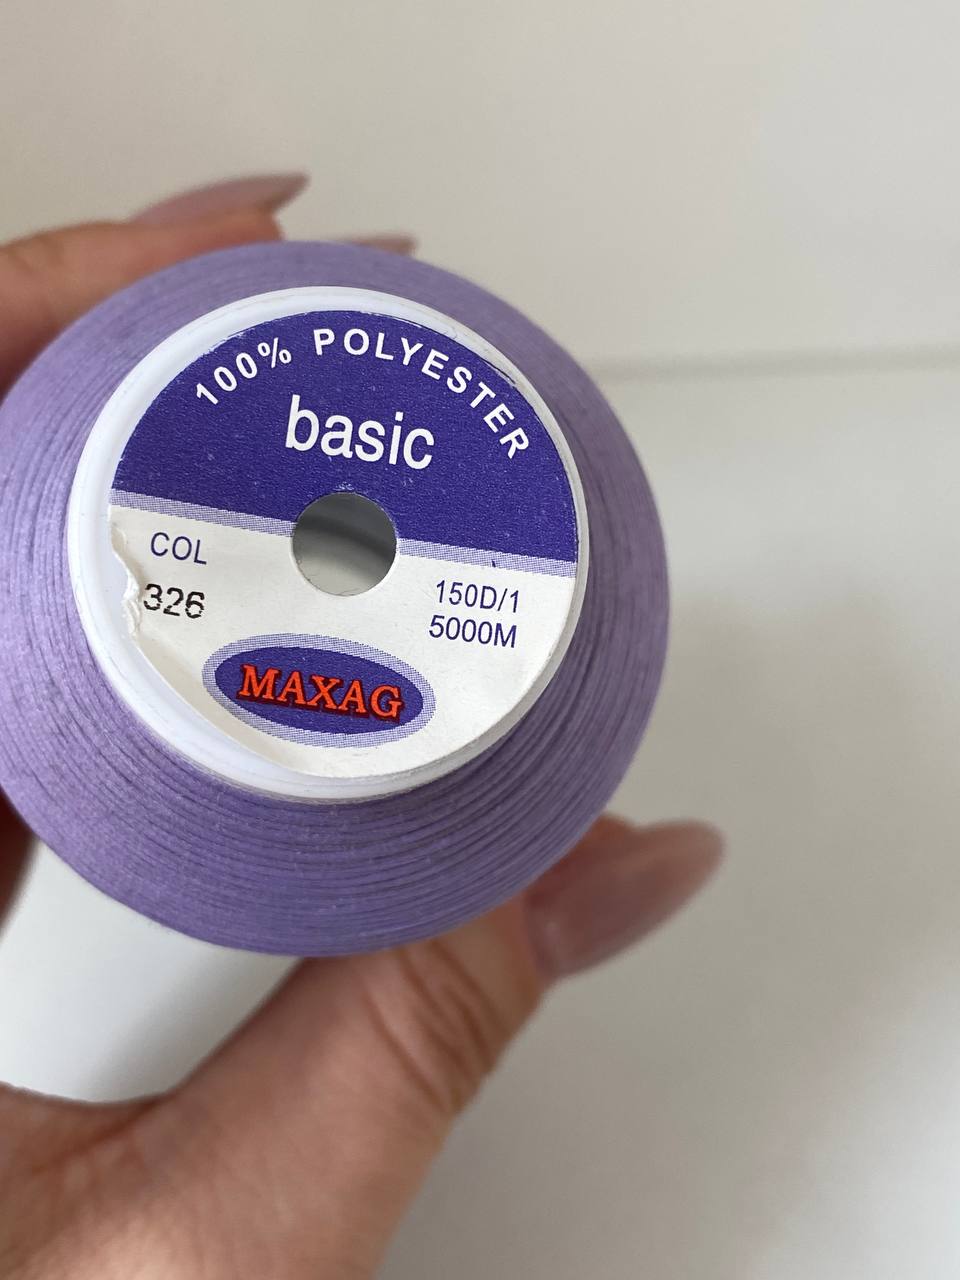 100% POLYESTER
basic
COL
326
150D/1
5000M
MAXAG